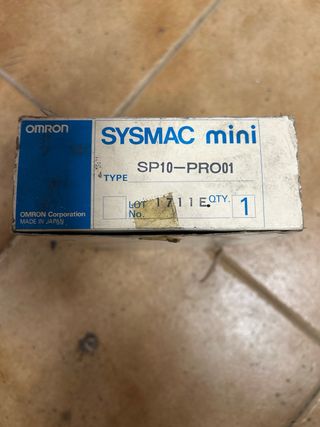 OMRON
SYSMAC mini
TYPE SP10-PRO01
LOT No. 1711E QTY. 1
OMRON Corporation
MADE IN JAPAN